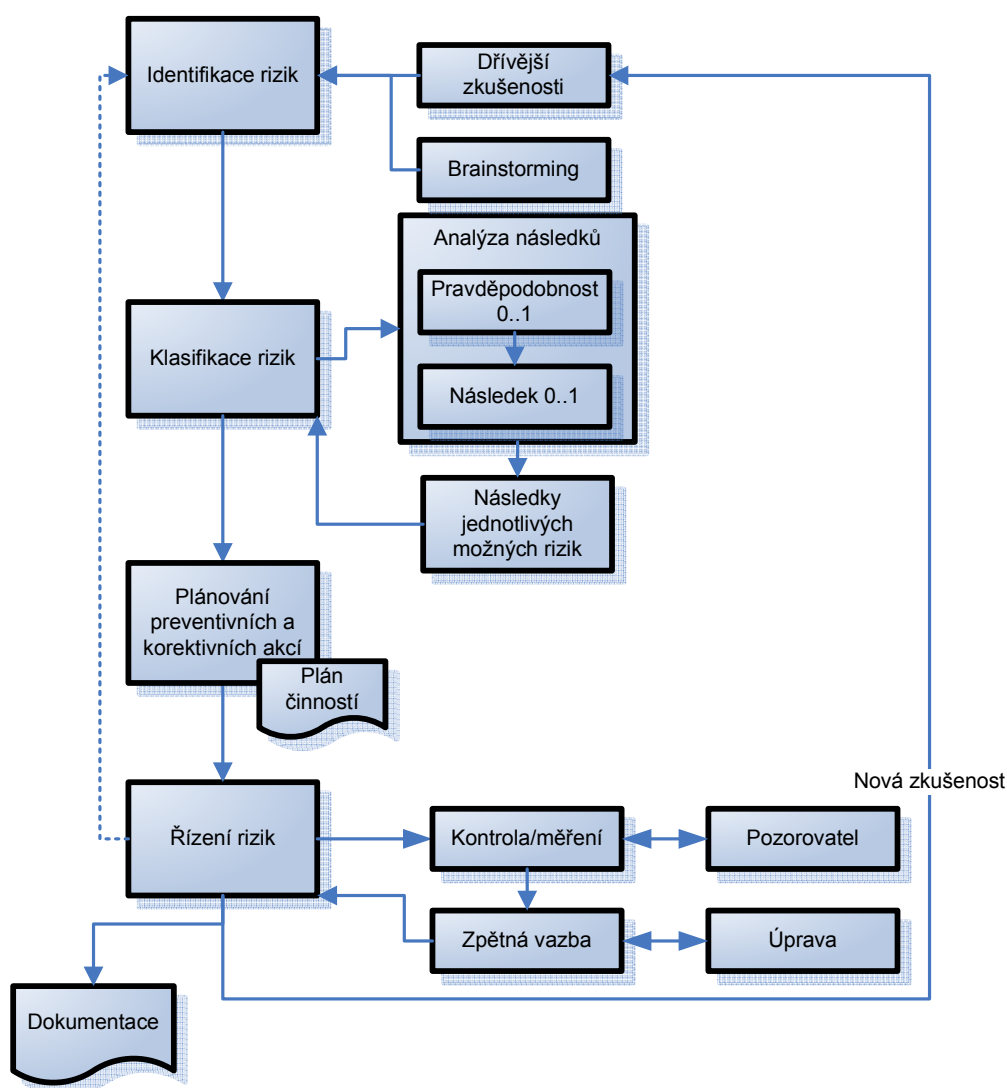 Identifikace rizik
Dřívější
zkušenosti
Brainstorming
Analýza následků
Pravděpodobnost
0..1
Klasifikace rizik
Následek 0..1
Následky
jednotlivých
možných rizik
Plánování
preventivních a
korektivních akcí
Plán
činností
Nová zkušenost
Řízení rizik
Kontrola/měření
Pozorovatel
Zpětná vazba
Úprava
Dokumentace